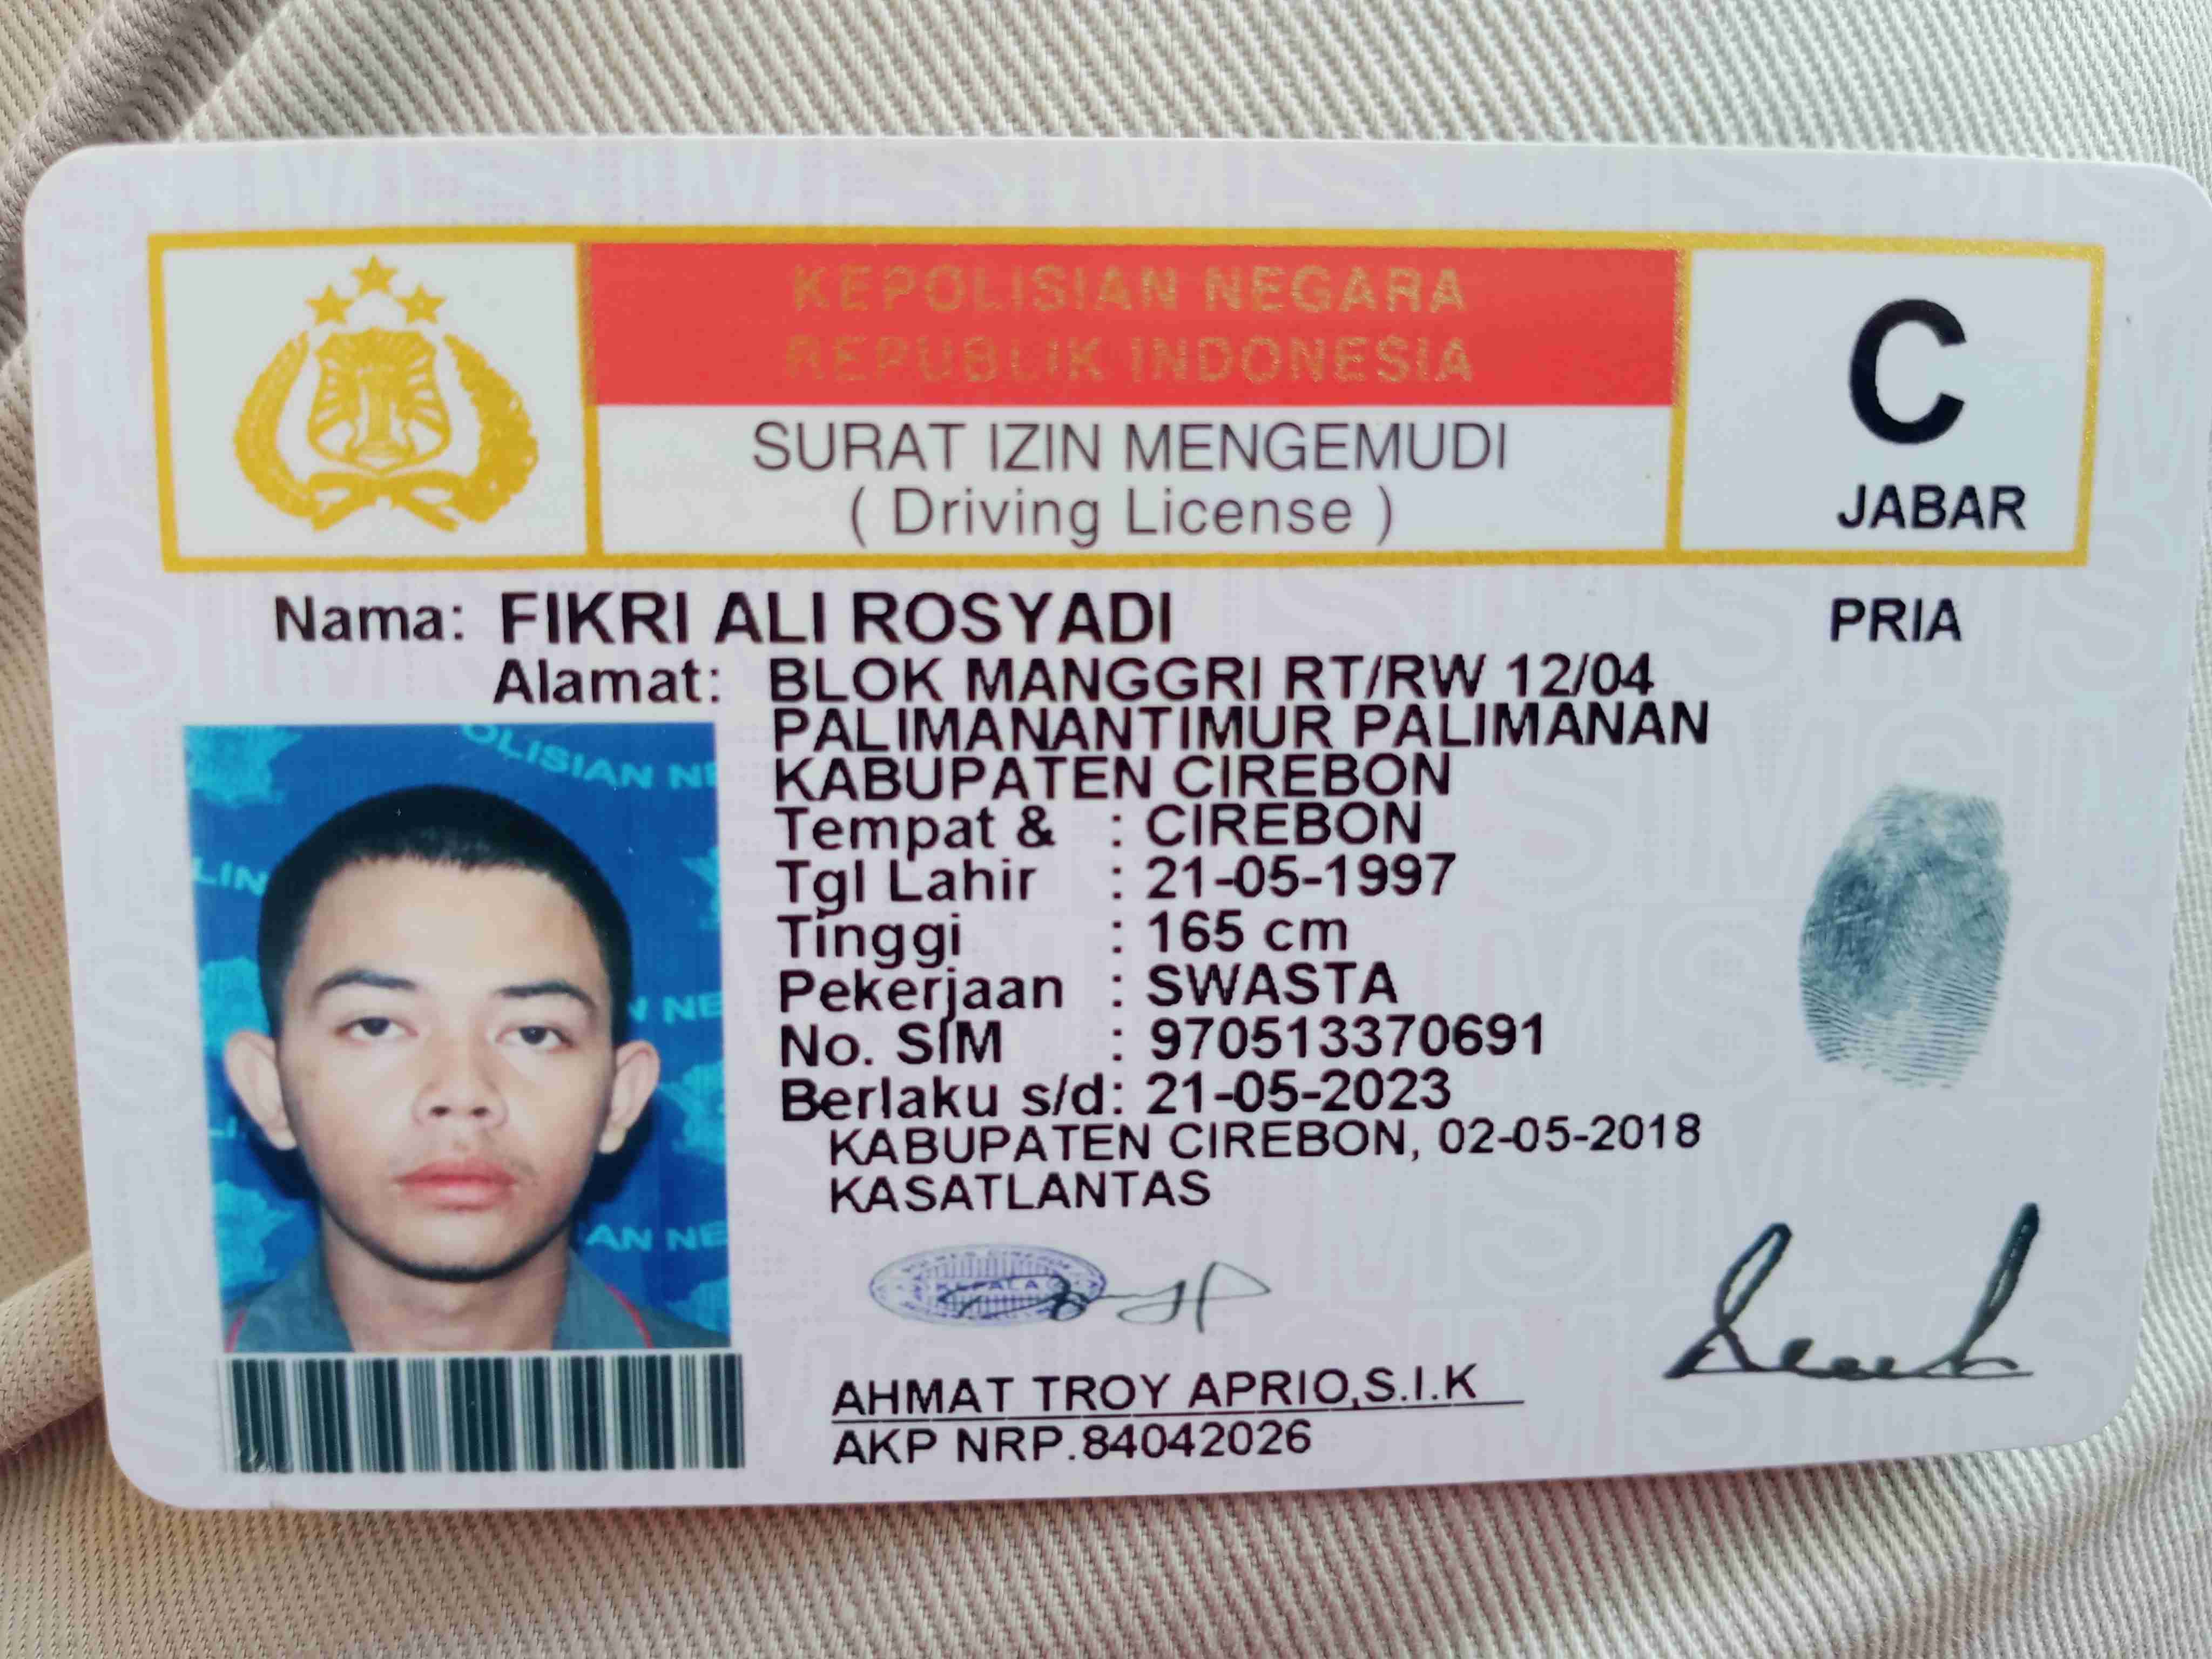 KEPOLISIAN NEGARA
REPUBLIK INDONESIA
SURAT IZIN MENGEMUDI
( Driving License )
C
JABAR
Nama: FIKRI ALI ROSYADI
PRIA
Alamat: BLOK MANGGRI RT/RW 12/04
PALIMANANTIMUR PALIMANAN
KABUPATEN CIREBON
Tempat & : CIREBON
Tgl Lahir : 21-05-1997
Tinggi : 165 cm
Pekerjaan : SWASTA
No. SIM : 970513370691
Berlaku s/d: 21-05-2023
KABUPATEN CIREBON, 02-05-2018
KASATLANTAS
AHMAT TROY APRIO,S.I.K
AKP NRP.84042026